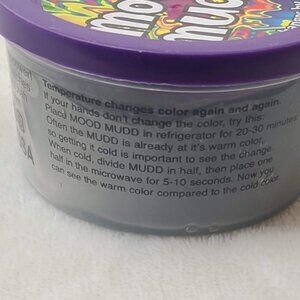 moo
mud
Temperature changes color again and again.
If your hands don't change the color, try this:
Place MOOD MUDD in refrigerator for 20-30 minutes
Often the MUDD is already at it's warm color,
so getting it cold is important to see the change.
When cold, divide MUDD in half, then place one
half in the microwave for 5-10 seconds. Now you
can see the warm color compared to the cold color